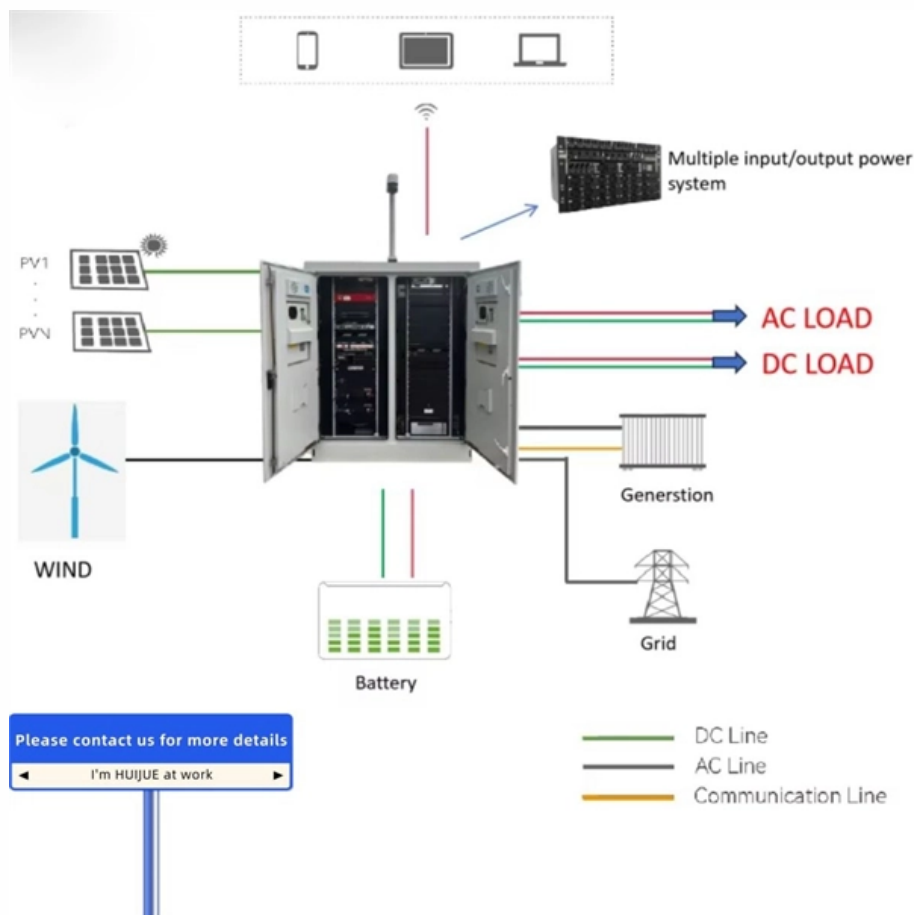 Multiple input/output power
system
PV1
PVN
AC LOAD
DC LOAD
WIND
Generstion
Grid
Battery
Please contact us for more details
I'm HUIJUE at work
DC Line
AC Line
Communication Line